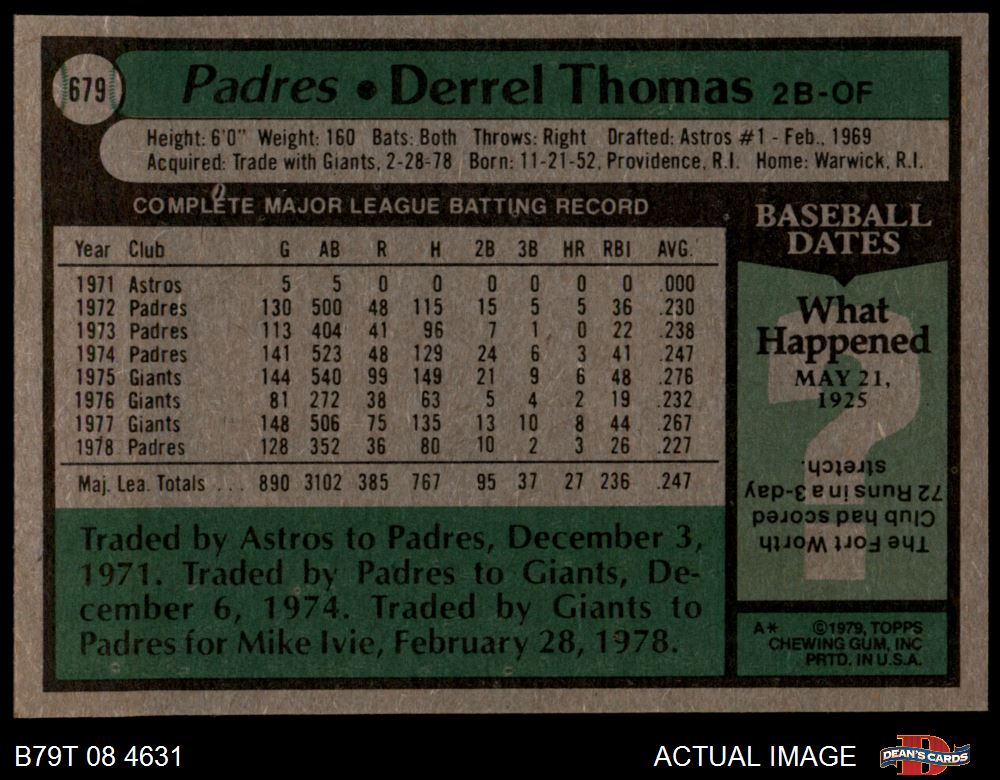 679
Padres • Derrel Thomas 2B-OF
Height: 6'0" Weight: 160 Bats: Both Throws: Right Drafted: Astros #1 - Feb., 1969
Acquired: Trade with Giants, 2-28-78 Born: 11-21-52, Providence, R.I. Home: Warwick, R.I.
COMPLETE MAJOR LEAGUE BATTING RECORD
Year Club G AB R H 2B 3B HR RBI AVG.
1971 Astros 5 5 0 0 0 0 0 0 .000
1972 Padres 130 500 48 115 15 5 5 36 .230
1973 Padres 113 404 41 96 7 1 0 22 .238
1974 Padres 141 523 48 129 24 6 3 41 .247
1975 Giants 144 540 99 149 21 9 6 48 .276
1976 Giants 81 272 38 63 5 4 2 19 .232
1977 Giants 148 506 75 135 13 10 8 44 .267
1978 Padres 128 352 36 80 10 2 3 26 .227
Maj. Lea. Totals ... 890 3102 385 767 95 37 27 236 .247
Traded by Astros to Padres, December 3,
1971. Traded by Padres to Giants, De-
cember 6, 1974. Traded by Giants to
Padres for Mike Ivie, February 28, 1978.
BASEBALL
DATES
What
Happened
MAY 21,
1925
The Fort Worth
Club had scored
72 Runs in a 3-day
stretch.
A* ©1979, TOPPS
CHEWING GUM, INC
PRTD. IN U.S.A.
B79T 08 4631
ACTUAL IMAGE
D
DEAN'S CARDS